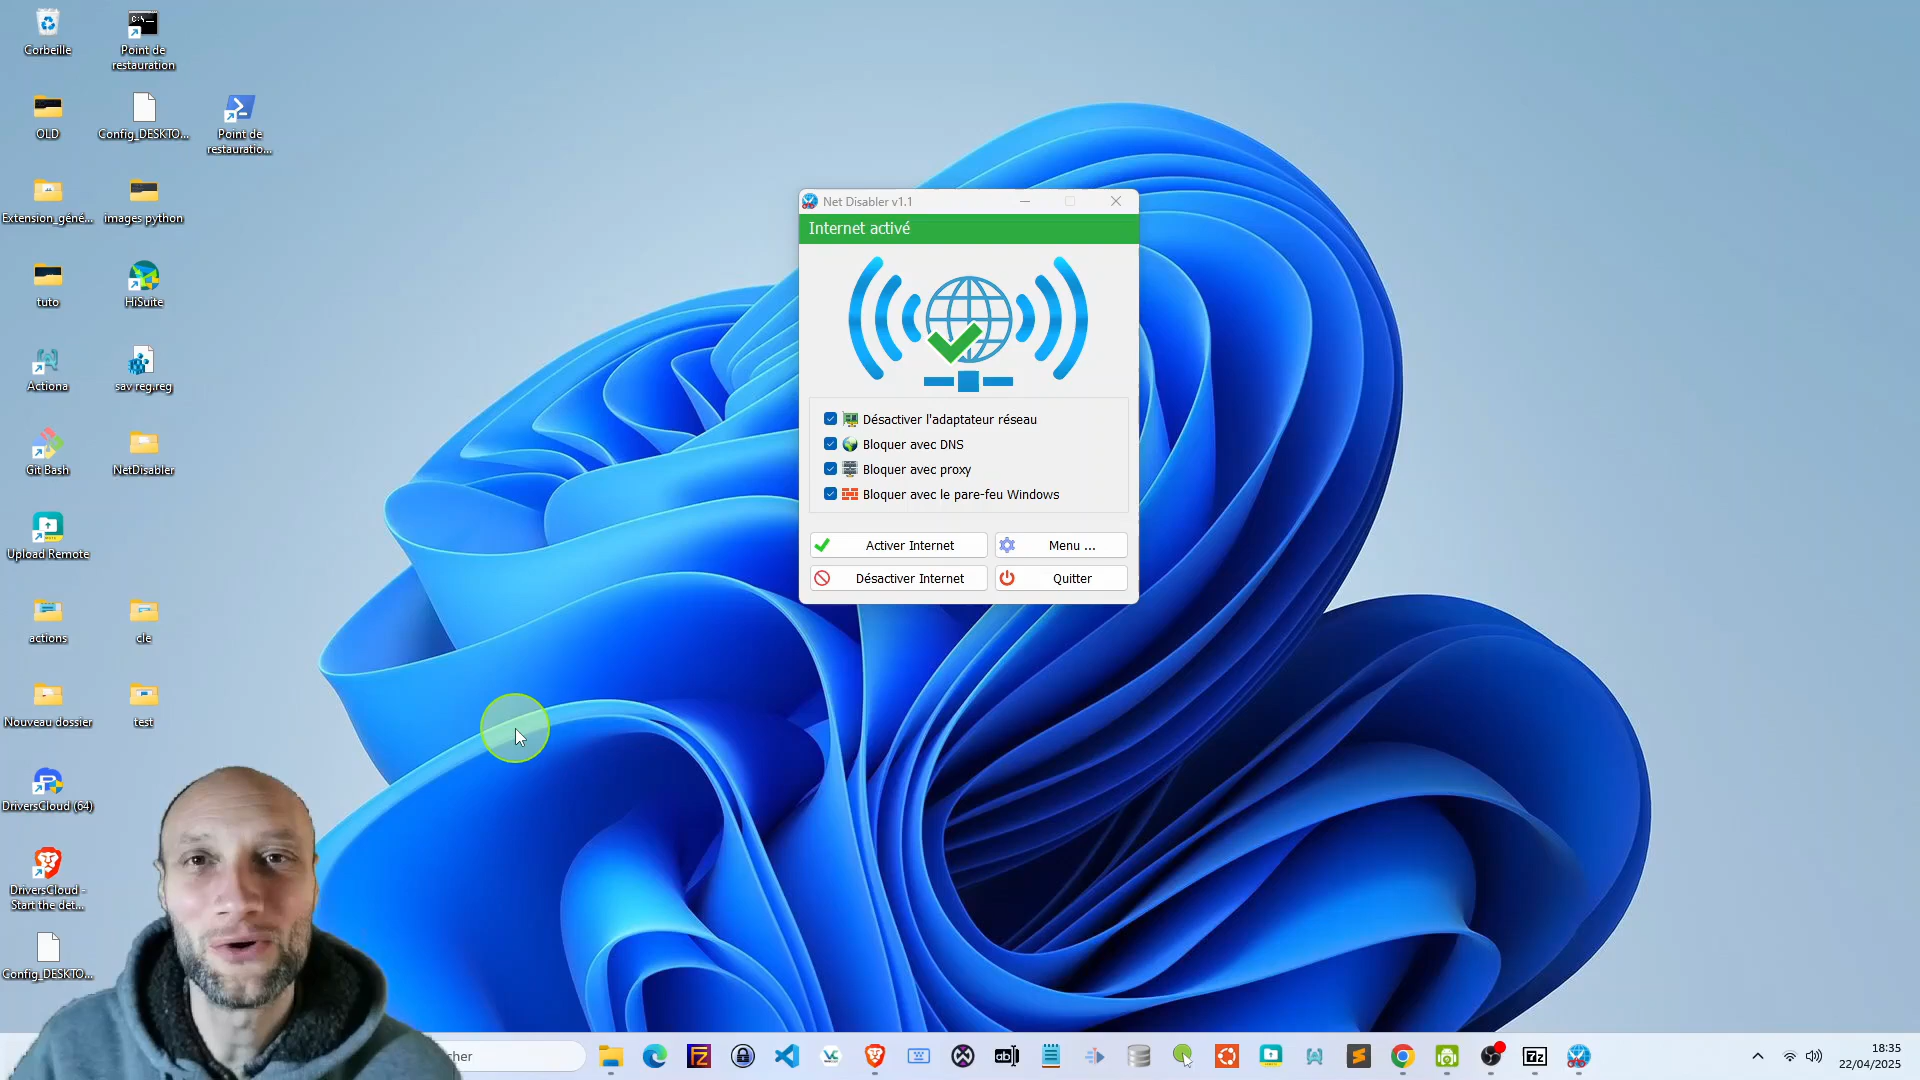 Corbeille
Point de
restauration
OLD
Config_DESKTO...
Point de
restauratio...
Extension_géné...
images python
tuto
HiSuite
Actiona
sav reg.reg
Git Bash
NetDisabler
Upload Remote
actions
cle
Nouveau dossier
test
DriversCloud (64)
DriversCloud -
Start the det...
Config_DESKTO...
Net Disabler v1.1
Internet activé
Désactiver l'adaptateur réseau
Bloquer avec DNS
Bloquer avec proxy
Bloquer avec le pare-feu Windows
Activer Internet
Menu ...
Désactiver Internet
Quitter
cher
18:35
22/04/2025